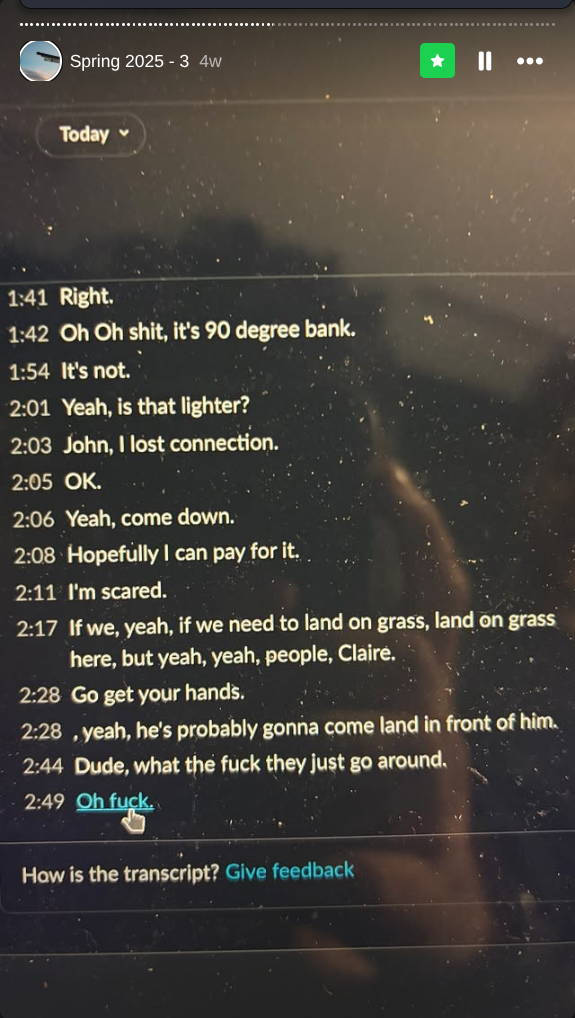 Spring 2025 - 3 4w
Today
1:41 Right.
1:42 Oh Oh shit, it's 90 degree bank.
1:54 It's not.
2:01 Yeah, is that lighter?
2:03 John, I lost connection.
2:05 OK.
2:06 Yeah, come down.
2:08 Hopefully I can pay for it.
2:11 I'm scared.
2:17 If we, yeah, if we need to land on grass, land on grass
here, but yeah, yeah, people, Claire.
2:28 Go get your hands.
2:28 , yeah, he's probably gonna come land in front of him.
2:44 Dude, what the fuck they just go around.
2:49 Oh fuck.
How is the transcript? Give feedback